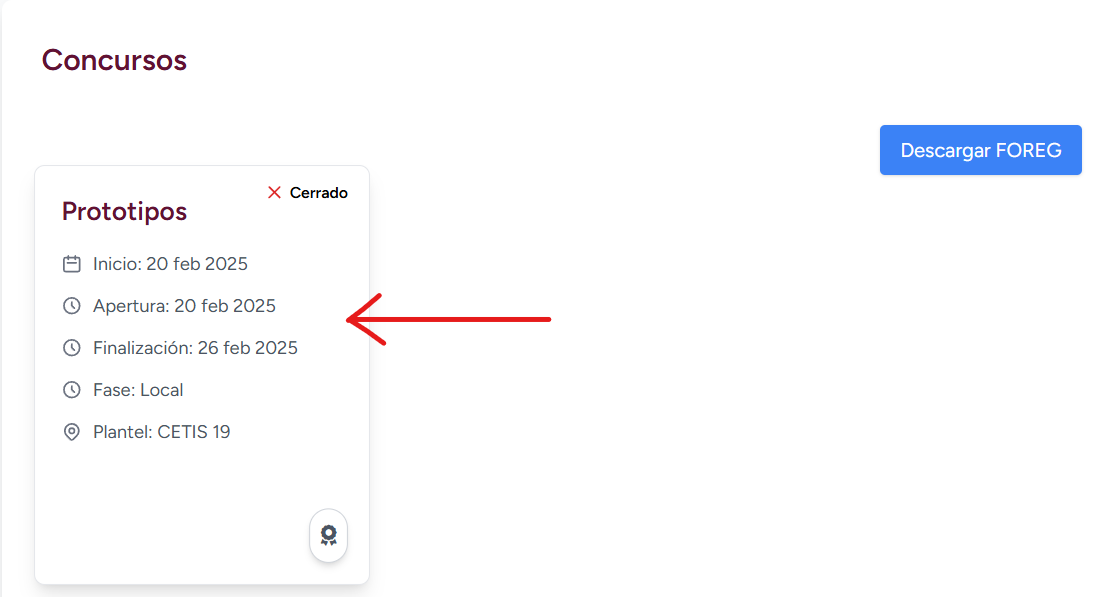 Concursos
Descargar FOREG
Cerrado
Prototipos
Inicio: 20 feb 2025
Apertura: 20 feb 2025
Finalización: 26 feb 2025
Fase: Local
Plantel: CETIS 19